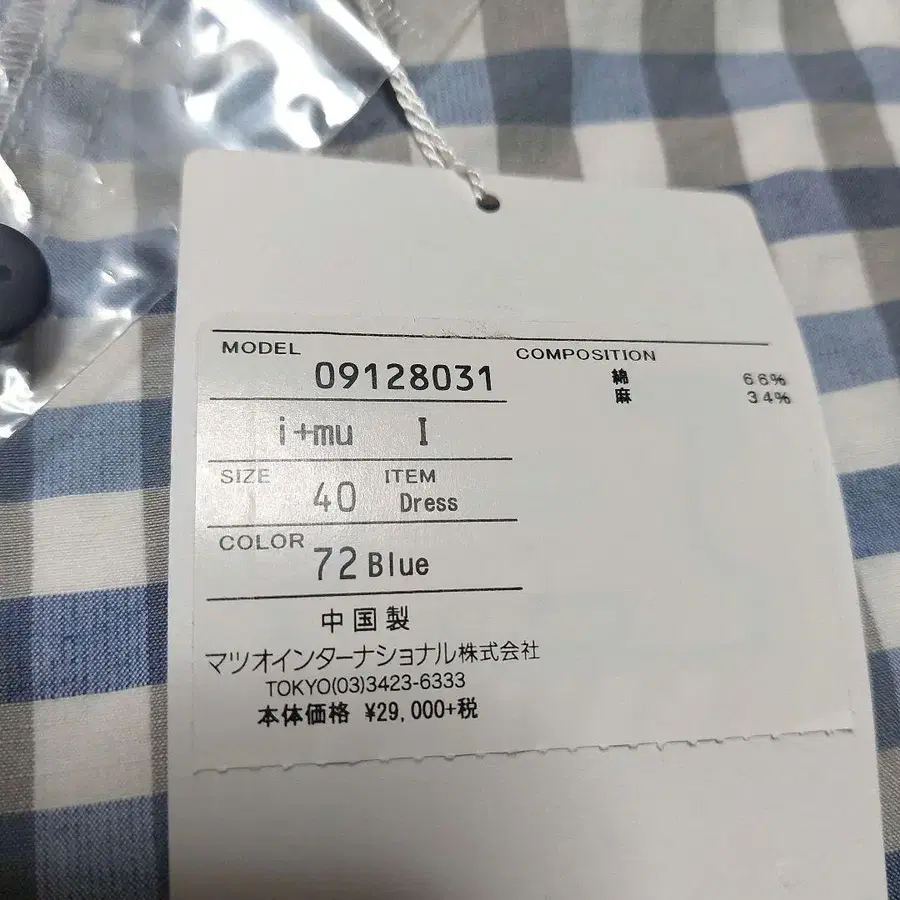 MODEL
09128031
i+mu I
SIZE 40 ITEM Dress
COLOR 72 Blue
中国製
マツオインターナショナル株式会社
TOKYO(03)3423-6333
本体価格 ¥29,000+税
COMPOSITION
綿 66%
麻 34%